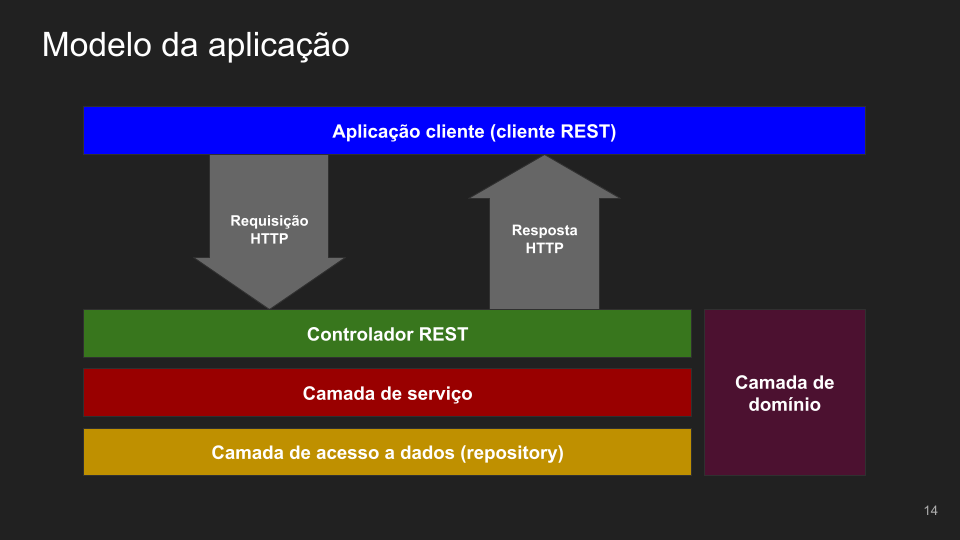 Modelo da aplicação
Aplicação cliente (cliente REST)
Requisição
HTTP
Resposta
HTTP
Controlador REST
Camada de serviço
Camada de acesso a dados (repository)
Camada de
domínio
14